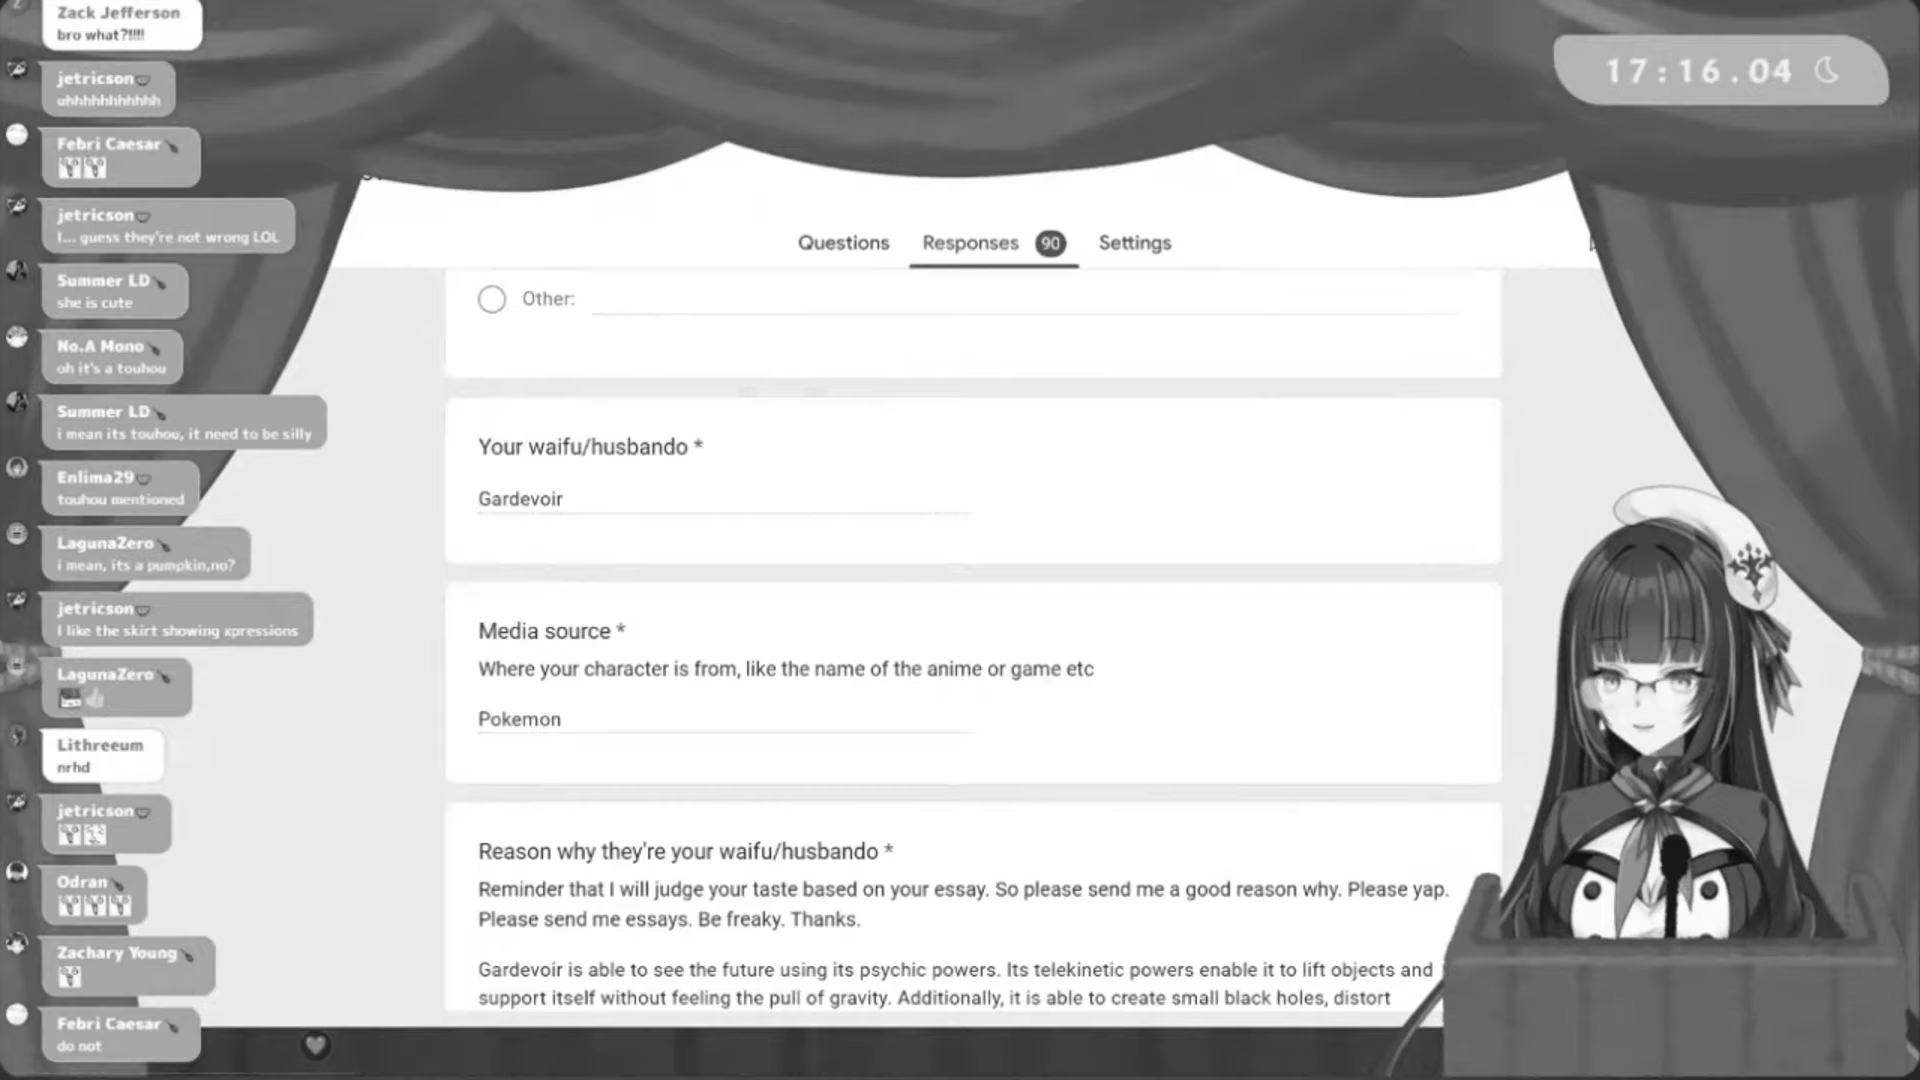 Zack Jefferson
bro what?!!!!
jetricson
uhhhhhhhhhhh
Febri Caesar
jetricson
I... guess they're not wrong LOL
Summer LD
she is cute
No.A Mono
oh it's a touhou
Summer LD
i mean its touhou, it need to be silly
Enlima29
touhou mentioned
LagunaZero
i mean, its a pumpkin,no?
jetricson
I like the skirt showing xpressions
LagunaZero
Lithreeum
nrhd
jetricson
Odran
Zachary Young
Febri Caesar
do not
17:16.04
Questions
Responses 90
Settings
Other:
Your waifu/husbando *
Gardevoir
Media source *
Where your character is from, like the name of the anime or game etc
Pokemon
Reason why they're your waifu/husbando *
Reminder that I will judge your taste based on your essay. So please send me a good reason why. Please yap.
Please send me essays. Be freaky. Thanks.
Gardevoir is able to see the future using its psychic powers. Its telekinetic powers enable it to lift objects and
support itself without feeling the pull of gravity. Additionally, it is able to create small black holes, distort